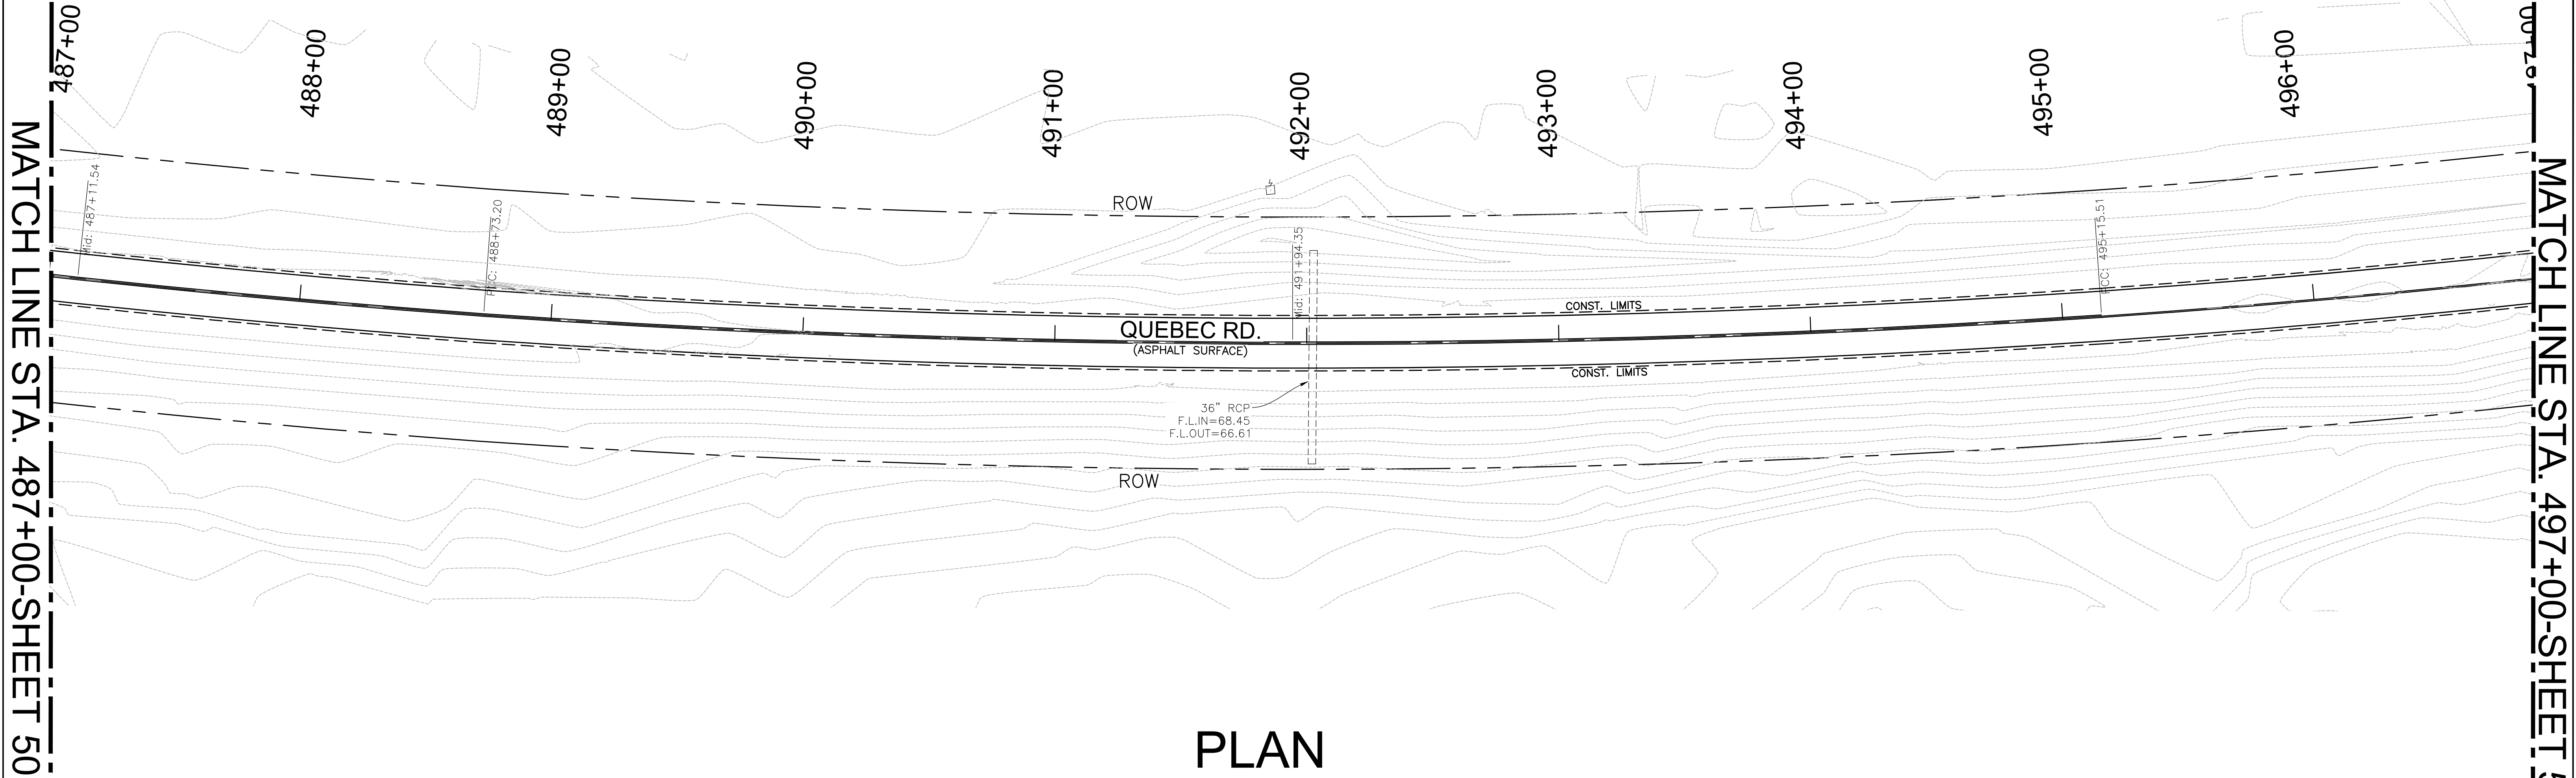 487+00
488+00
489+00
490+00
491+00
492+00
493+00
494+00
495+00
496+00
MATCH LINE STA. 487+00-SHEET 50
Mid: 487+11.54
PCC: 488+73.20
Mid: 491+94.35
PCC: 495+15.51
ROW
CONST. LIMITS
QUEBEC RD.
(ASPHALT SURFACE)
CONST. LIMITS
36" RCP
F.L.IN=68.45
F.L.OUT=66.61
ROW
MATCH LINE STA. 497+00-SHEET
PLAN